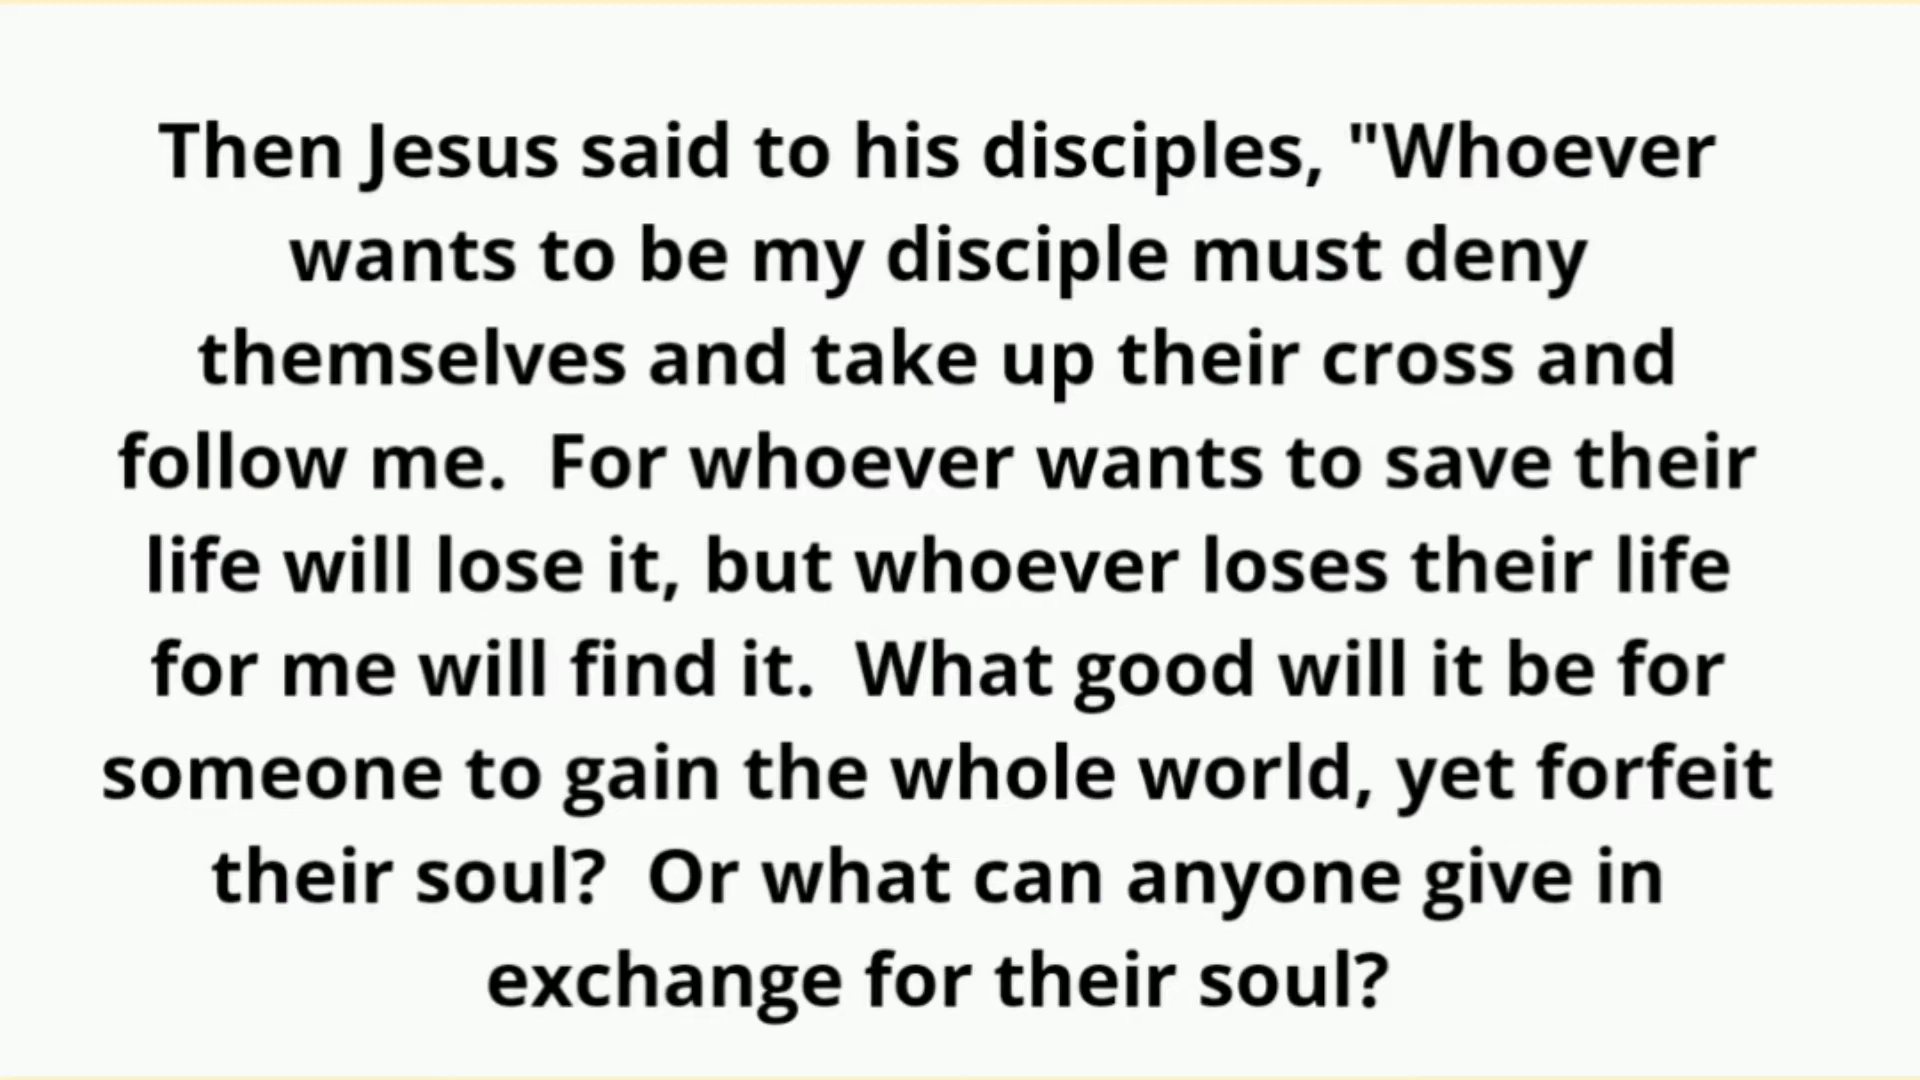 Then Jesus said to his disciples, "Whoever
wants to be my disciple must deny
themselves and take up their cross and
follow me.  For whoever wants to save their
life will lose it, but whoever loses their life
for me will find it.  What good will it be for
someone to gain the whole world, yet forfeit
their soul?  Or what can anyone give in
exchange for their soul?